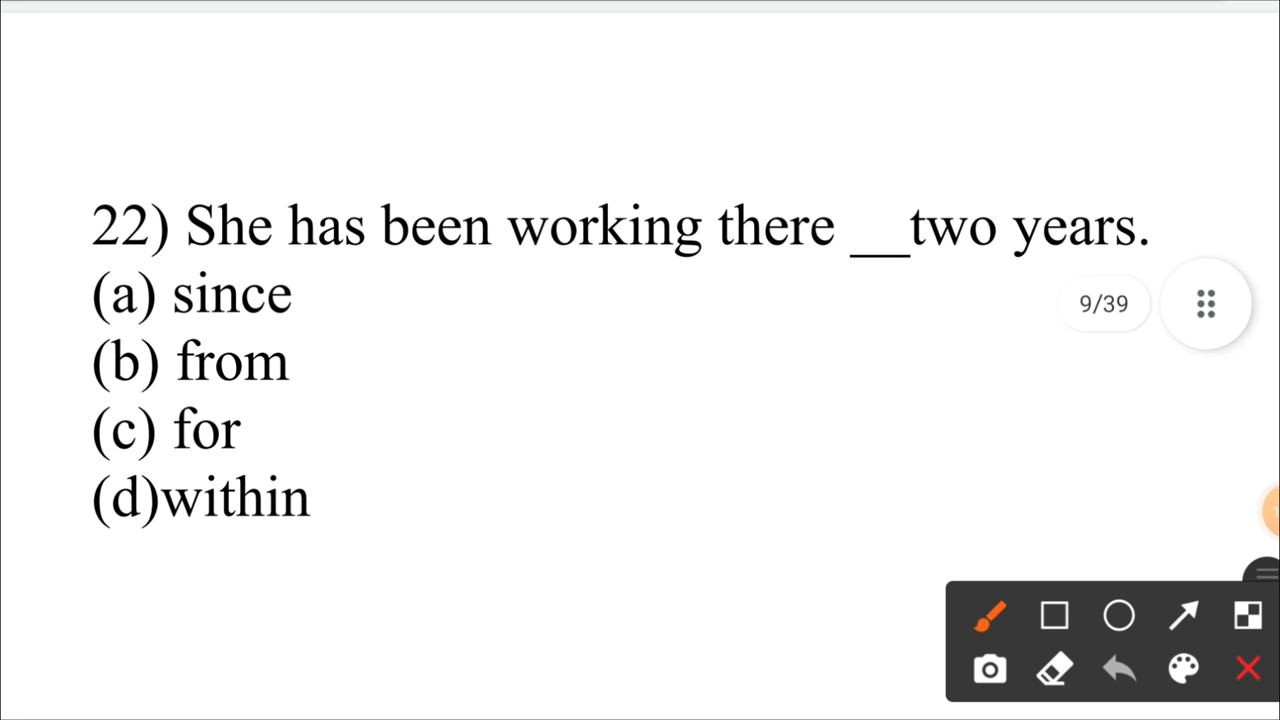 22) She has been working there __two years.
(a) since
9/39
(b) from
(c) for
(d)within